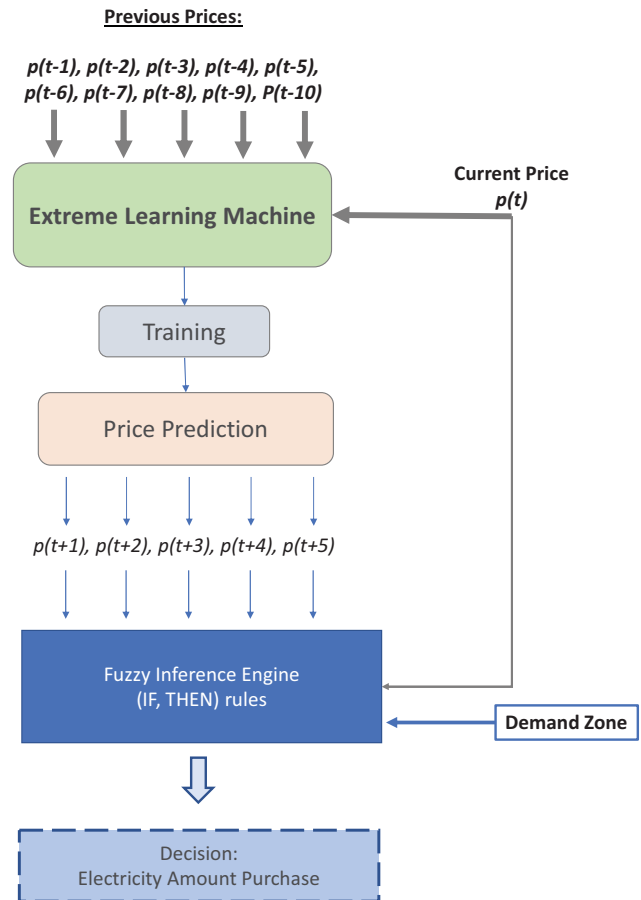 Previous Prices:
p(t-1), p(t-2), p(t-3), p(t-4), p(t-5),
p(t-6), p(t-7), p(t-8), p(t-9), P(t-10)
Extreme Learning Machine
Current Price
p(t)
Training
Price Prediction
p(t+1), p(t+2), p(t+3), p(t+4), p(t+5)
Fuzzy Inference Engine
(IF, THEN) rules
Demand Zone
Decision:
Electricity Amount Purchase